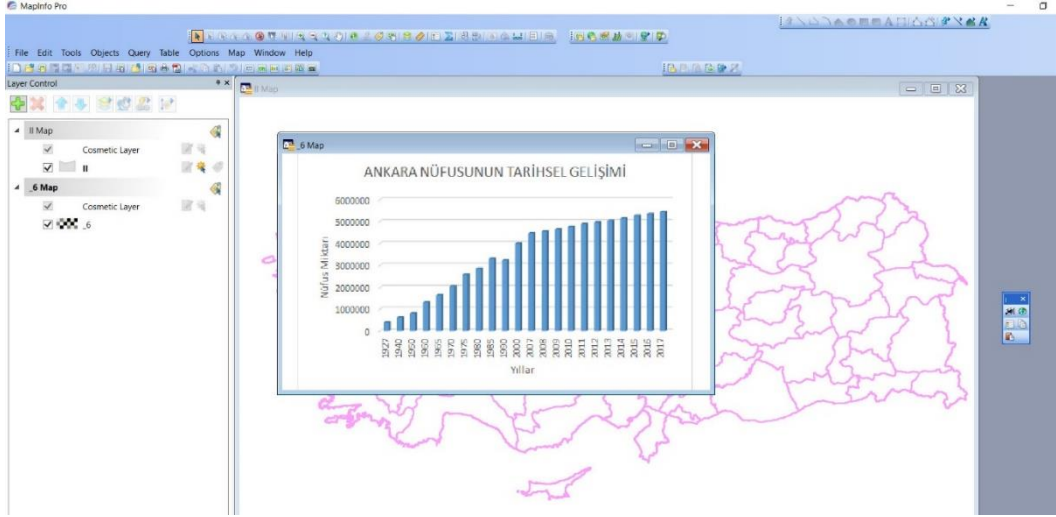 MapInfo Pro
File Edit Tools Objects Query Table Options Map Window Help
Layer Control
Il Map
Cosmetic Layer
Il
_6 Map
Cosmetic Layer
_6
Il Map
_6 Map
ANKARA NÜFUSUNUN TARİHSEL GELİŞİMİ
Nüfus Miktarı
6000000
5000000
4000000
3000000
2000000
1000000
0
1927 1940 1950 1960 1965 1970 1975 1980 1985 1990 2000 2007 2008 2009 2010 2011 2012 2013 2014 2015 2016 2017
Yıllar